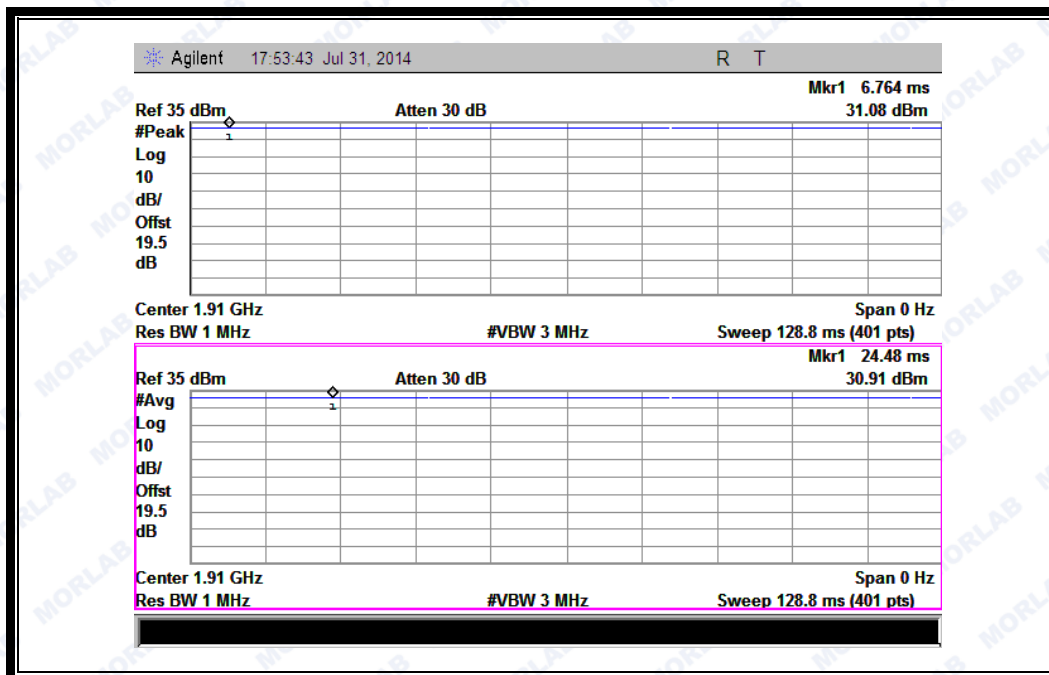 Agilent 17:53:43 Jul 31, 2014 R T
Mkr1 6.764 ms
Ref 35 dBm Atten 30 dB 31.08 dBm
#Peak
1
Log
10
dB/
Offst
19.5
dB
Center 1.91 GHz Span 0 Hz
Res BW 1 MHz #VBW 3 MHz Sweep 128.8 ms (401 pts)
Mkr1 24.48 ms
Ref 35 dBm Atten 30 dB 30.91 dBm
#Avg
1
Log
10
dB/
Offst
19.5
dB
Center 1.91 GHz Span 0 Hz
Res BW 1 MHz #VBW 3 MHz Sweep 128.8 ms (401 pts)
MORLAB